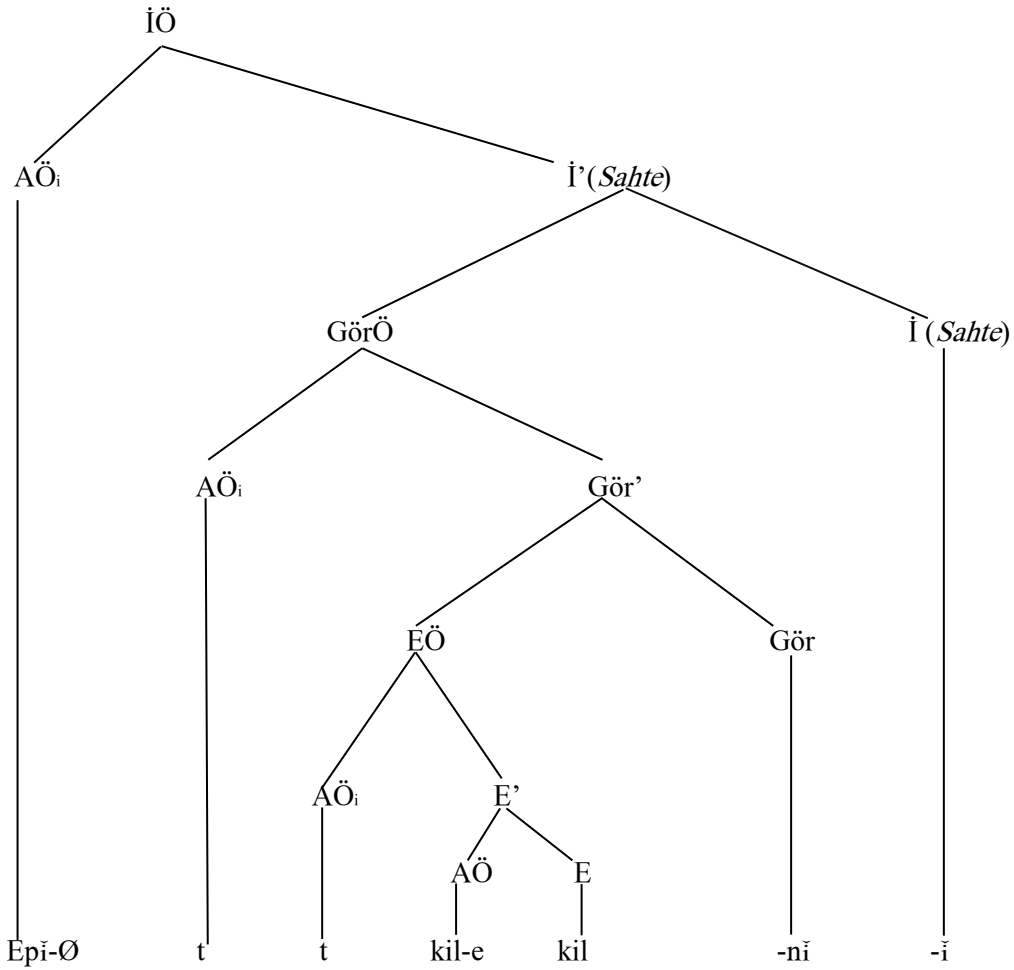 İÖ
AÖᵢ İ’(Sahte)
GörÖ İ (Sahte)
AÖᵢ Gör’
EÖ Gör
AÖᵢ E’
AÖ E
Epĭ-Ø t t kil-e kil -nĭ -ĭ